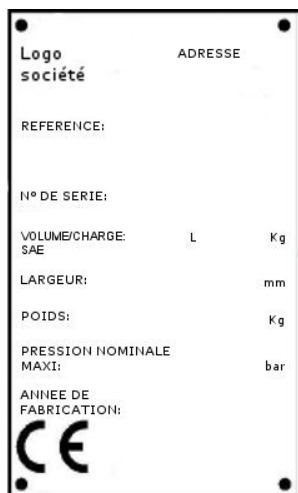 Logo ADRESSE
société
REFERENCE:
Nº DE SERIE:
VOLUME/CHARGE: L Kg
SAE
LARGEUR: mm
POIDS: Kg
PRESSION NOMINALE
MAXI: bar
ANNEE DE
FABRICATION:
CE